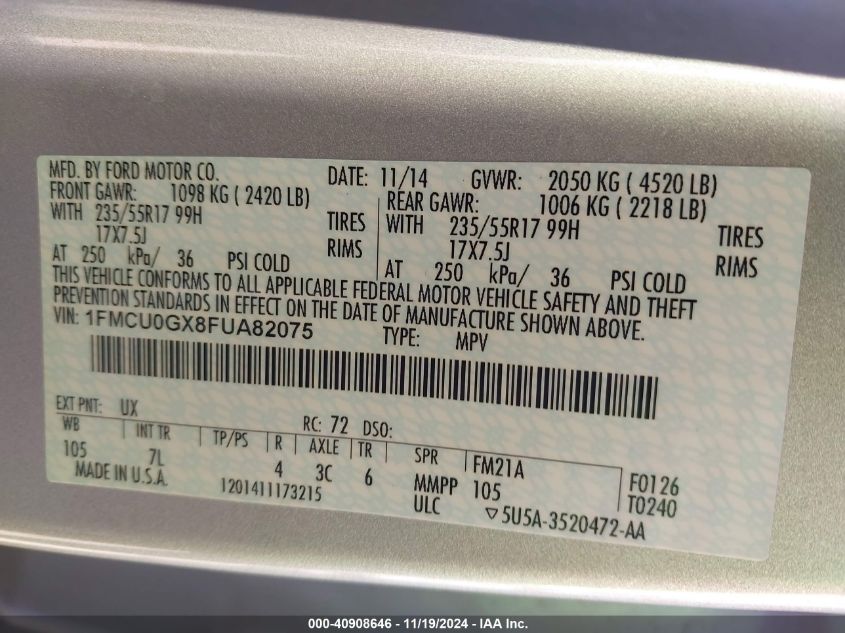 MFD. BY FORD MOTOR CO. DATE: 11/14 GVWR: 2050 KG ( 4520 LB)
FRONT GAWR: 1098 KG ( 2420 LB) REAR GAWR: 1006 KG ( 2218 LB)
WITH 235/55R17 99H TIRES WITH 235/55R17 99H TIRES
17X7.5J RIMS 17X7.5J RIMS
AT 250 kPa/ 36 PSI COLD AT 250 kPa/ 36 PSI COLD
THIS VEHICLE CONFORMS TO ALL APPLICABLE FEDERAL MOTOR VEHICLE SAFETY AND THEFT
PREVENTION STANDARDS IN EFFECT ON THE DATE OF MANUFACTURE SHOWN ABOVE.
VIN: 1FMCU0GX8FUA82075 TYPE: MPV
EXT PNT: UX RC: 72 DSO:
WB INT TR TP/PS R AXLE TR SPR FM21A F0126
105 7L 4 3C 6 MMPP 105 T0240
MADE IN U.S.A. 1201411173215 ULC ▽5U5A-3520472-AA
000-40908646 - 11/19/2024 - IAA Inc.